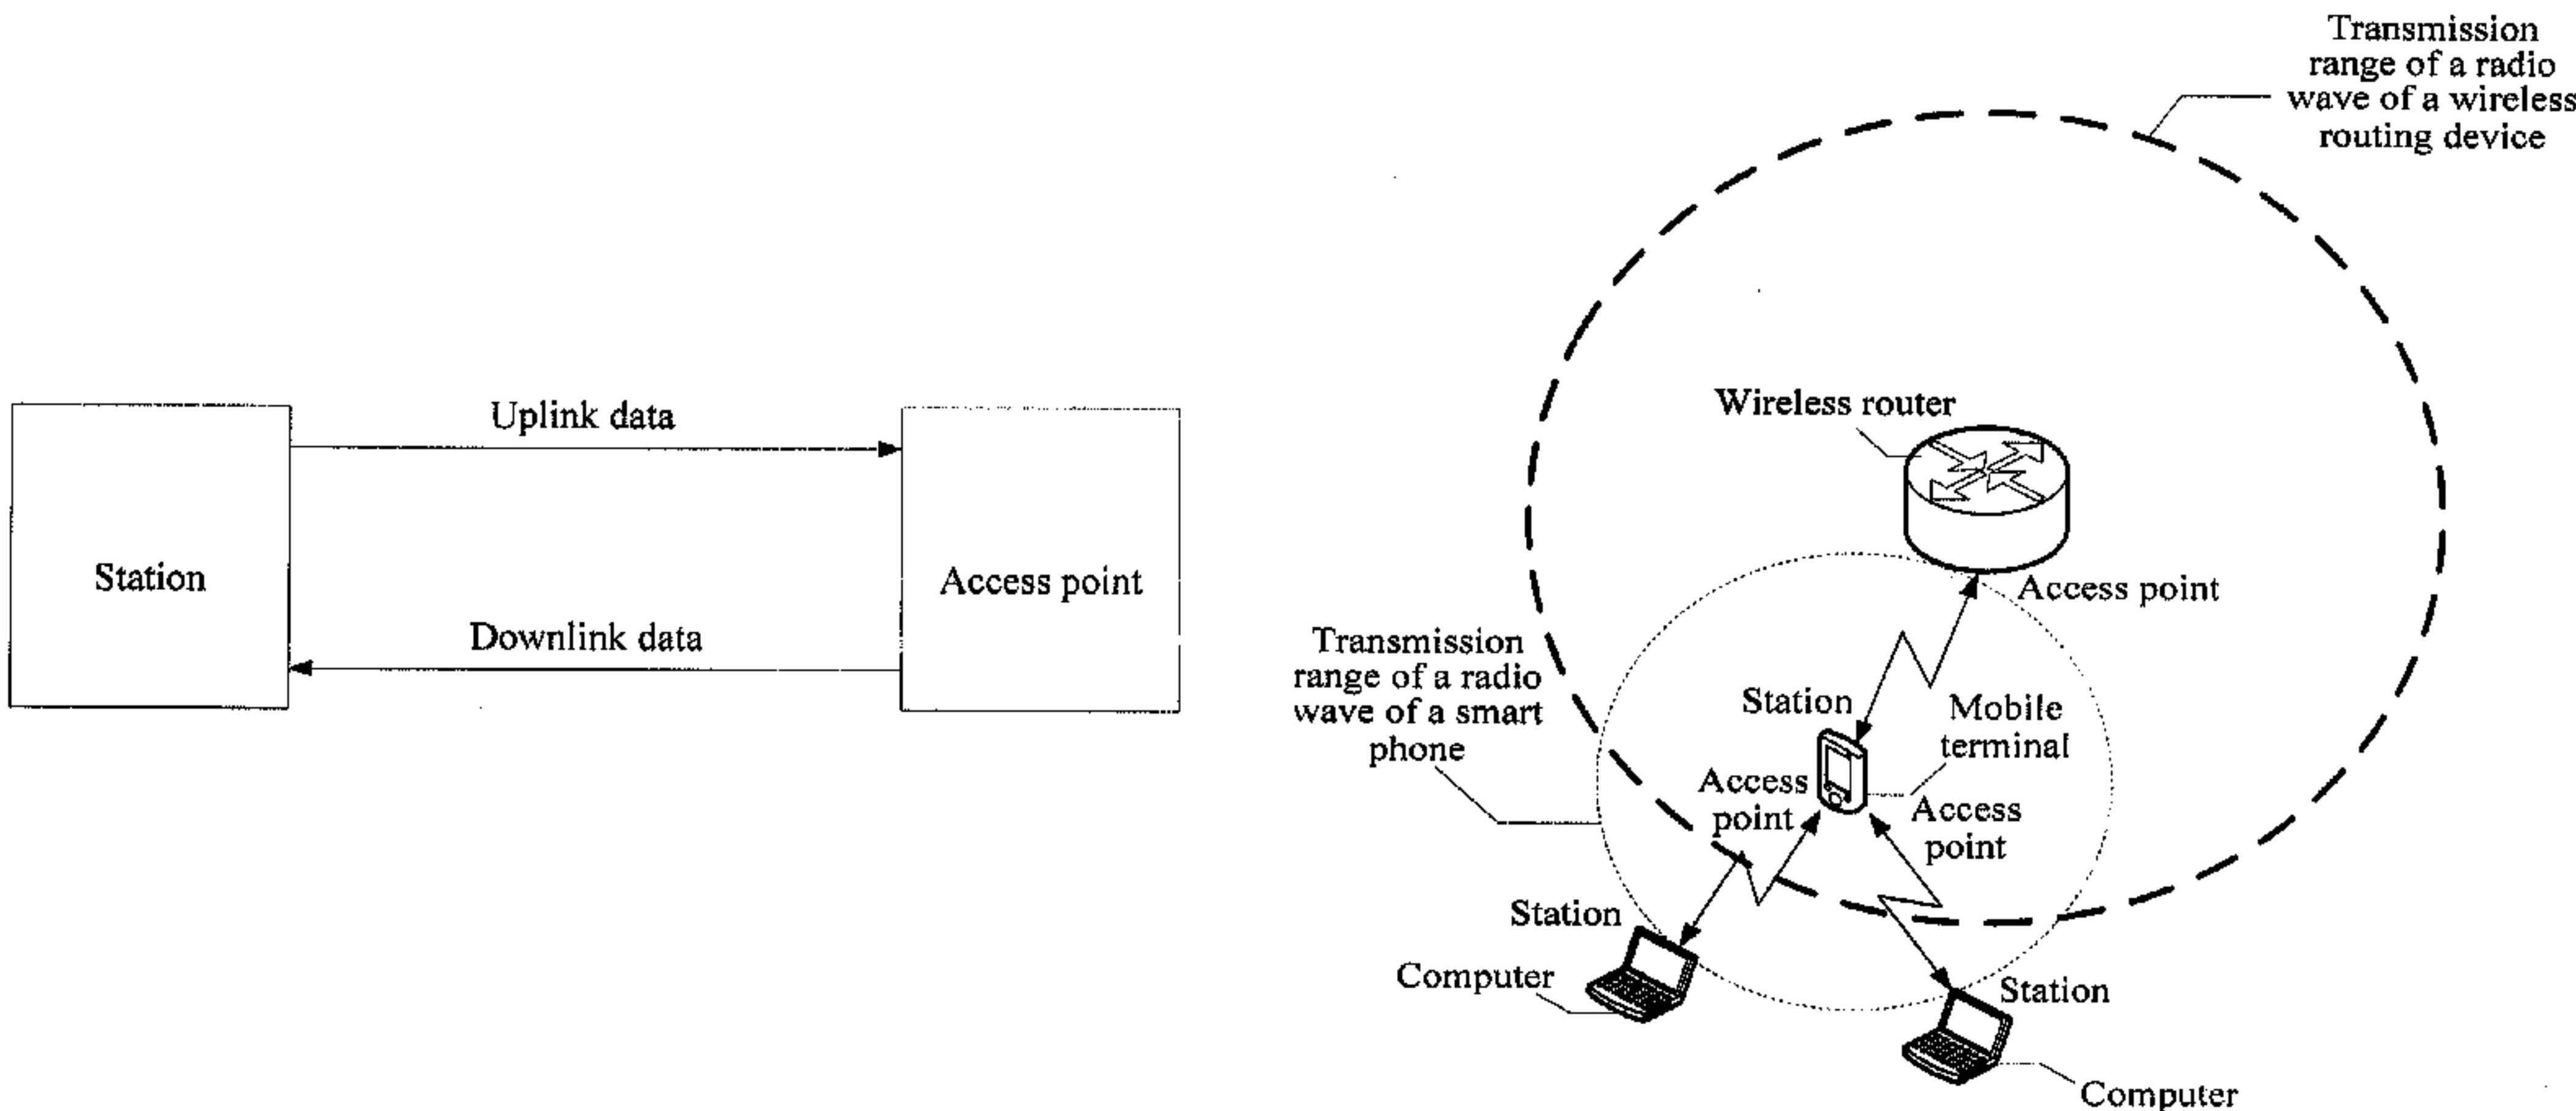 Uplink data
Station
Access point
Downlink data
Transmission
range of a radio
wave of a wireless
routing device
Wireless router
Access point
Transmission
range of a radio
wave of a smart
phone
Station
Mobile
terminal
Access
point
Access
point
Station
Computer
Station
Computer